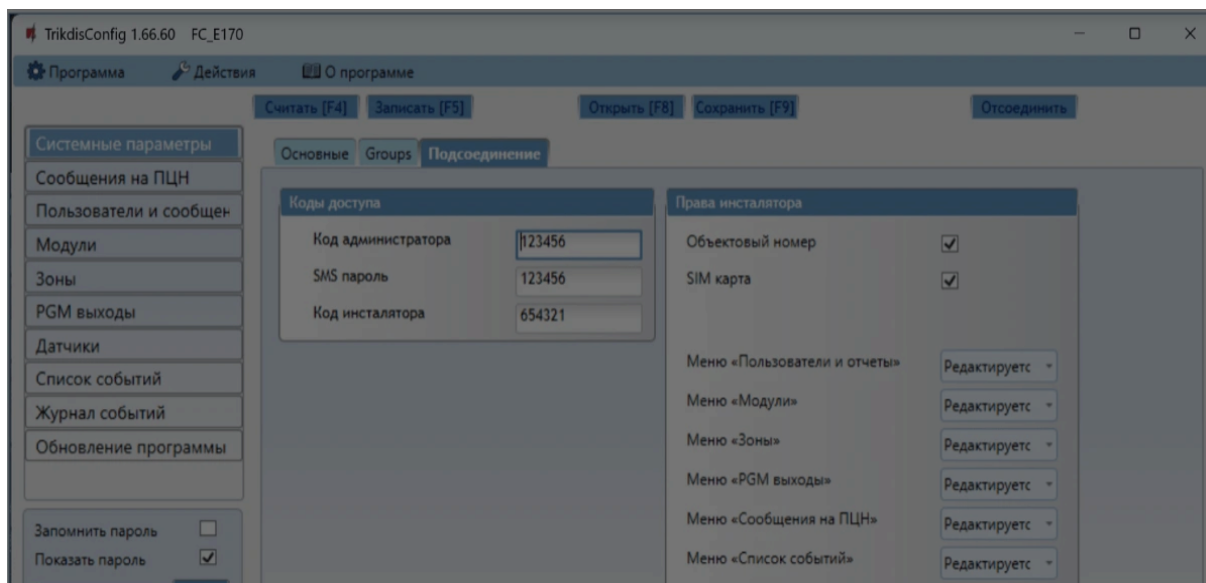 TrikdisConfig 1.66.60 FC_E170
Программа Действия О программе
Считать [F4] Записать [F5] Открыть [F8] Сохранить [F9] Отсоединить
Системные параметры
Сообщения на ПЦН
Пользователи и сообщен
Модули
Зоны
PGM выходы
Датчики
Список событий
Журнал событий
Обновление программы
Запомнить пароль
Показать пароль
Основные Groups Подсоединение
Коды доступа
Код администратора 123456
SMS пароль 123456
Код инсталятора 654321
Права инсталятора
Объектовый номер
SIM карта
Меню «Пользователи и отчеты» Редактируетс
Меню «Модули» Редактируетс
Меню «Зоны» Редактируетс
Меню «PGM выходы» Редактируетс
Меню «Сообщения на ПЦН» Редактируетс
Меню «Список событий» Редактируетс